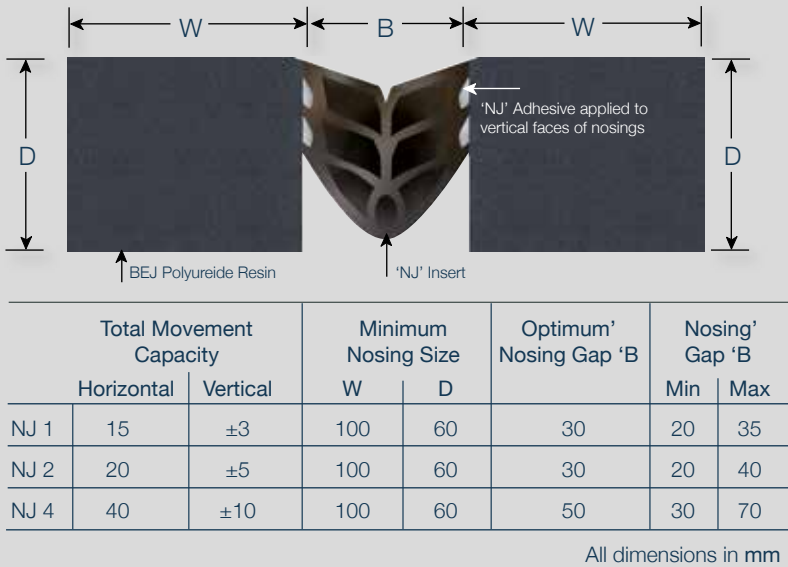 W B W
'NJ' Adhesive applied to
vertical faces of nosings
D D
BEJ Polyureide Resin 'NJ' Insert
Total Movement Capacity Minimum Nosing Size Optimum' Nosing Gap 'B Nosing' Gap 'B
Horizontal Vertical W D Min Max
NJ 1 15 ±3 100 60 30 20 35
NJ 2 20 ±5 100 60 30 20 40
NJ 4 40 ±10 100 60 50 30 70
All dimensions in mm